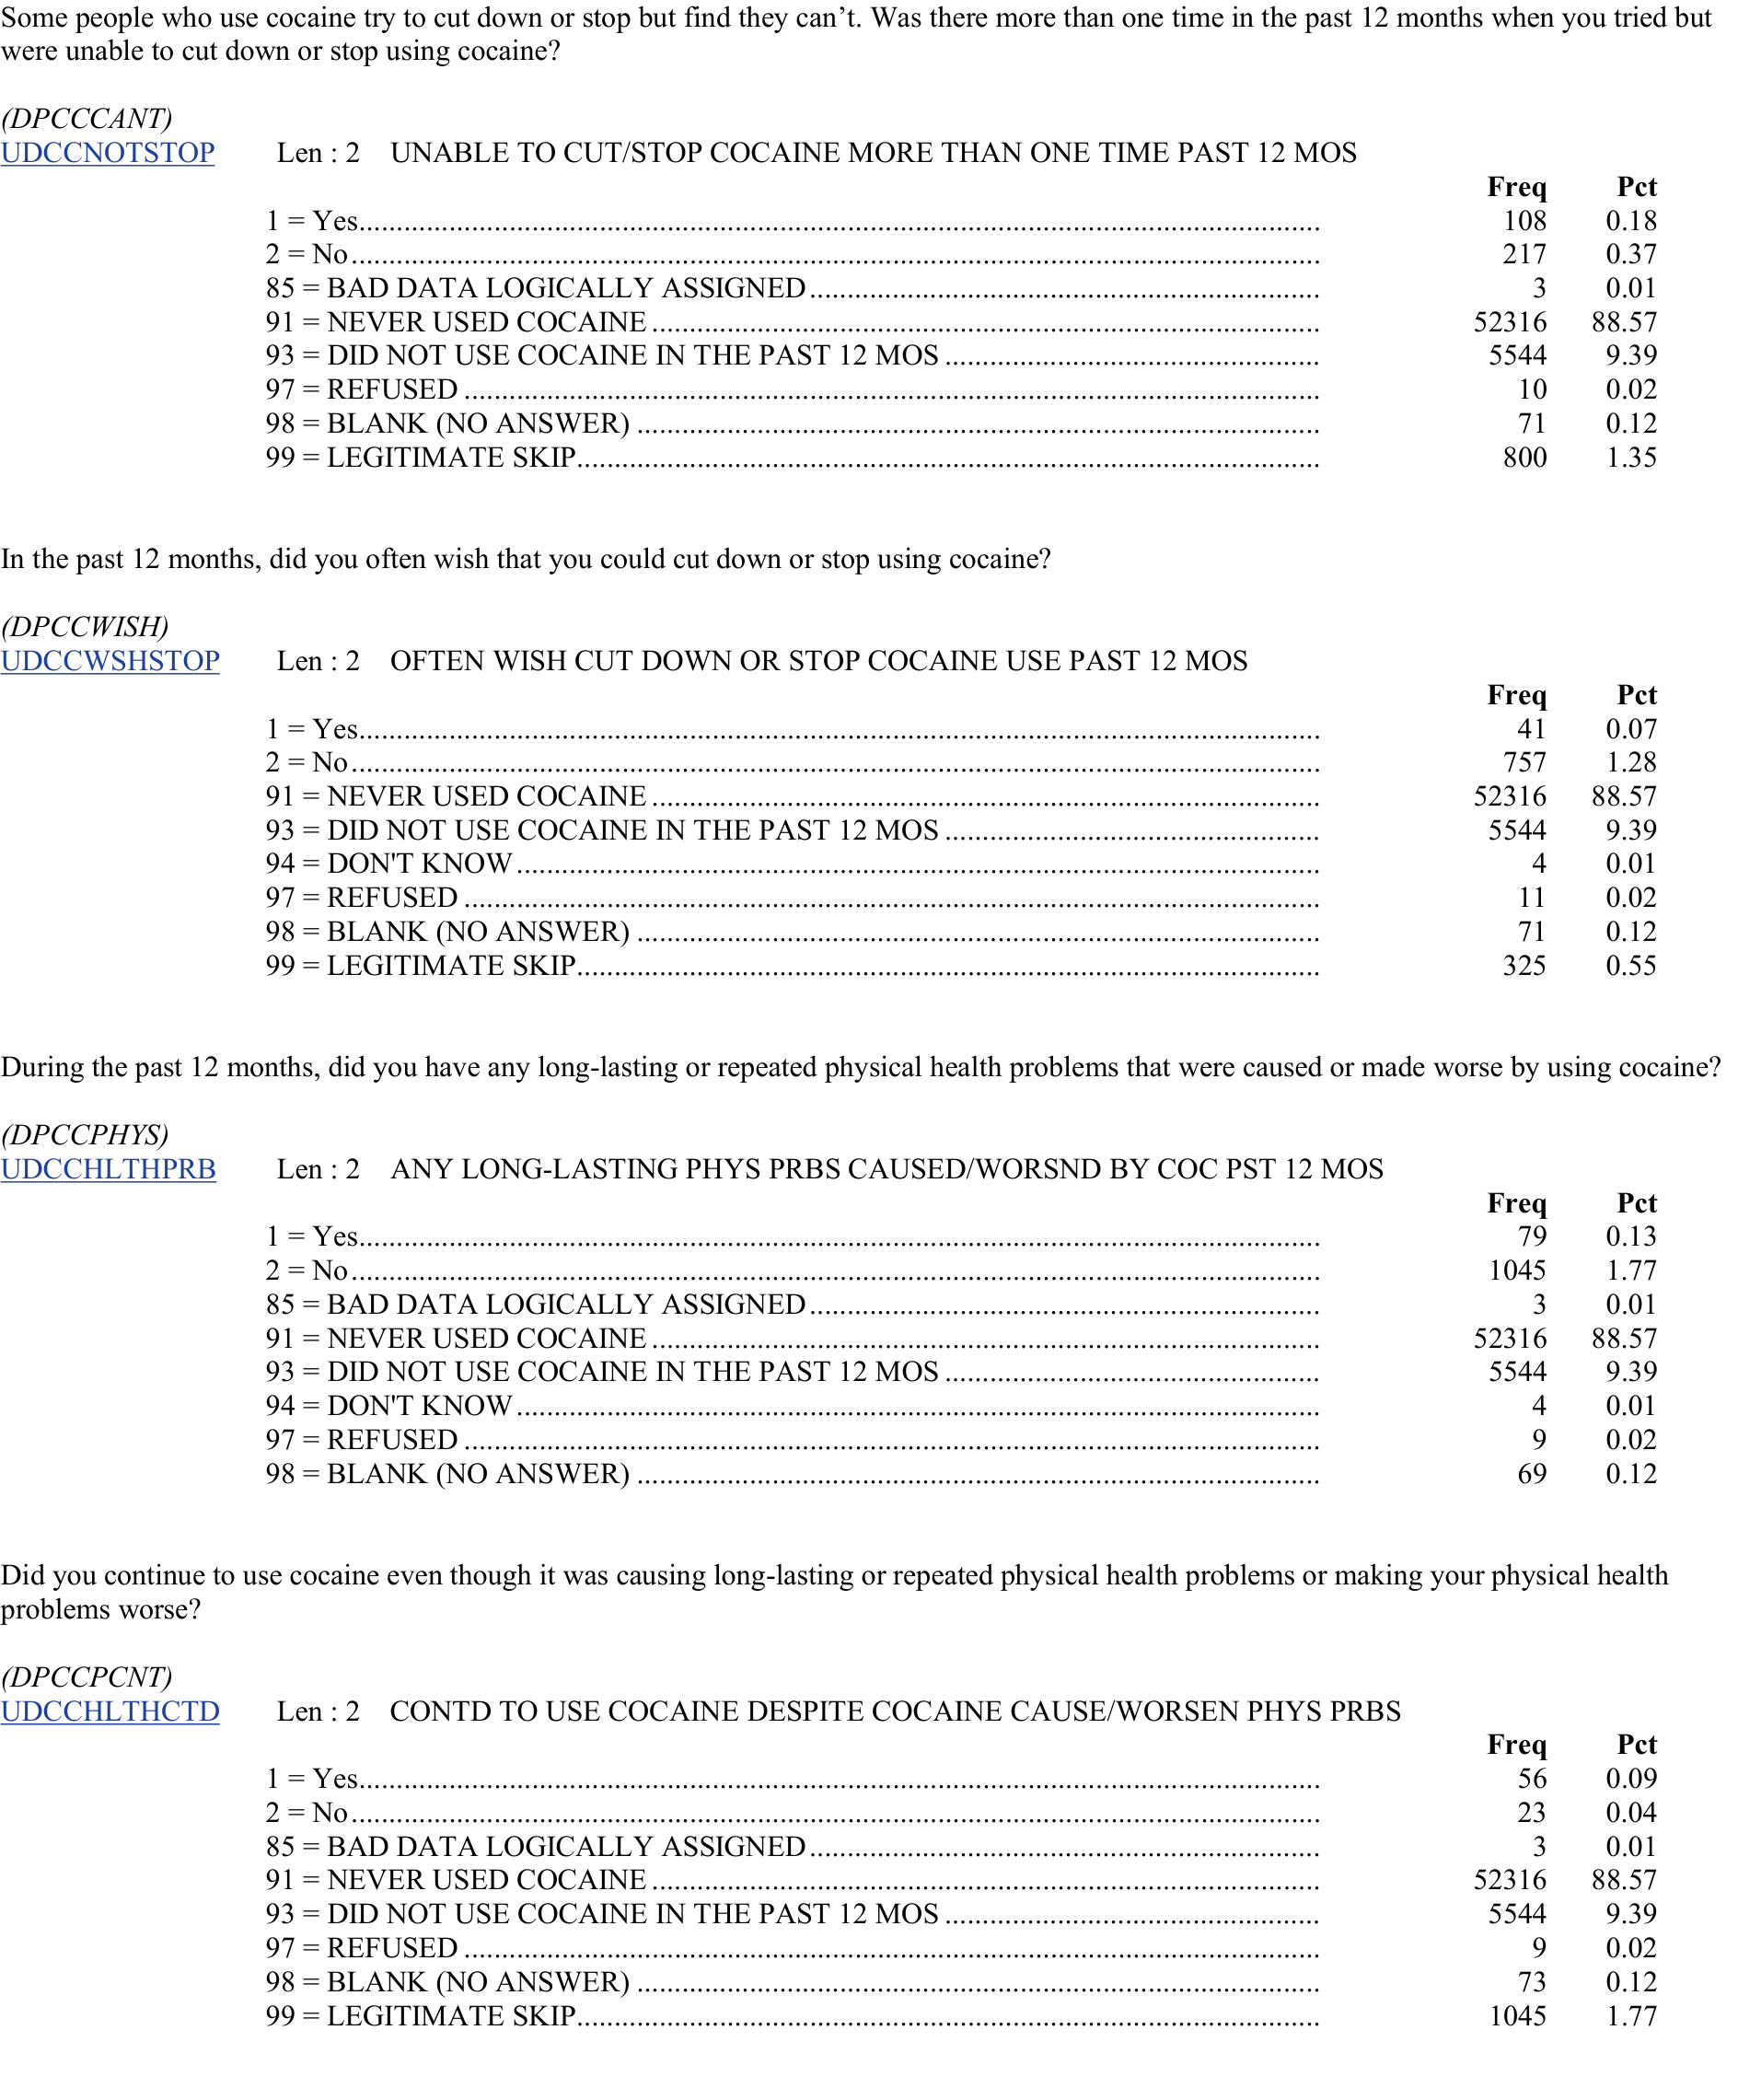 Some people who use cocaine try to cut down or stop but find they can’t. Was there more than one time in the past 12 months when you tried but
were unable to cut down or stop using cocaine?
(DPCCCANT)
UDCCNOTSTOP Len : 2 UNABLE TO CUT/STOP COCAINE MORE THAN ONE TIME PAST 12 MOS
Freq Pct
1 = Yes 108 0.18
2 = No 217 0.37
85 = BAD DATA LOGICALLY ASSIGNED 3 0.01
91 = NEVER USED COCAINE 52316 88.57
93 = DID NOT USE COCAINE IN THE PAST 12 MOS 5544 9.39
97 = REFUSED 10 0.02
98 = BLANK (NO ANSWER) 71 0.12
99 = LEGITIMATE SKIP 800 1.35
In the past 12 months, did you often wish that you could cut down or stop using cocaine?
(DPCCWISH)
UDCCWSHSTOP Len : 2 OFTEN WISH CUT DOWN OR STOP COCAINE USE PAST 12 MOS
Freq Pct
1 = Yes 41 0.07
2 = No 757 1.28
91 = NEVER USED COCAINE 52316 88.57
93 = DID NOT USE COCAINE IN THE PAST 12 MOS 5544 9.39
94 = DON'T KNOW 4 0.01
97 = REFUSED 11 0.02
98 = BLANK (NO ANSWER) 71 0.12
99 = LEGITIMATE SKIP 325 0.55
During the past 12 months, did you have any long-lasting or repeated physical health problems that were caused or made worse by using cocaine?
(DPCCPHYS)
UDCCHLTHPRB Len : 2 ANY LONG-LASTING PHYS PRBS CAUSED/WORSND BY COC PST 12 MOS
Freq Pct
1 = Yes 79 0.13
2 = No 1045 1.77
85 = BAD DATA LOGICALLY ASSIGNED 3 0.01
91 = NEVER USED COCAINE 52316 88.57
93 = DID NOT USE COCAINE IN THE PAST 12 MOS 5544 9.39
94 = DON'T KNOW 4 0.01
97 = REFUSED 9 0.02
98 = BLANK (NO ANSWER) 69 0.12
Did you continue to use cocaine even though it was causing long-lasting or repeated physical health problems or making your physical health
problems worse?
(DPCCPCNT)
UDCCHLTHCTD Len : 2 CONTD TO USE COCAINE DESPITE COCAINE CAUSE/WORSEN PHYS PRBS
Freq Pct
1 = Yes 56 0.09
2 = No 23 0.04
85 = BAD DATA LOGICALLY ASSIGNED 3 0.01
91 = NEVER USED COCAINE 52316 88.57
93 = DID NOT USE COCAINE IN THE PAST 12 MOS 5544 9.39
97 = REFUSED 9 0.02
98 = BLANK (NO ANSWER) 73 0.12
99 = LEGITIMATE SKIP 1045 1.77